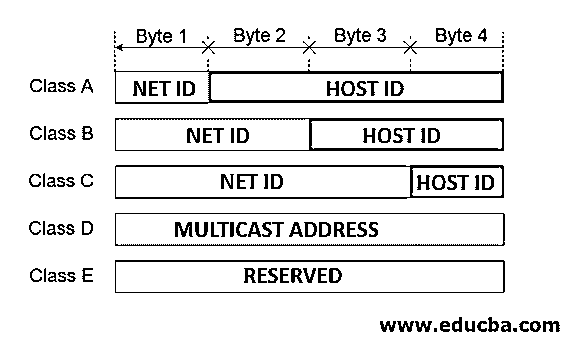 Byte 1 Byte 2 Byte 3 Byte 4
Class A NET ID HOST ID
Class B NET ID HOST ID
Class C NET ID HOST ID
Class D MULTICAST ADDRESS
Class E RESERVED
www.educba.com